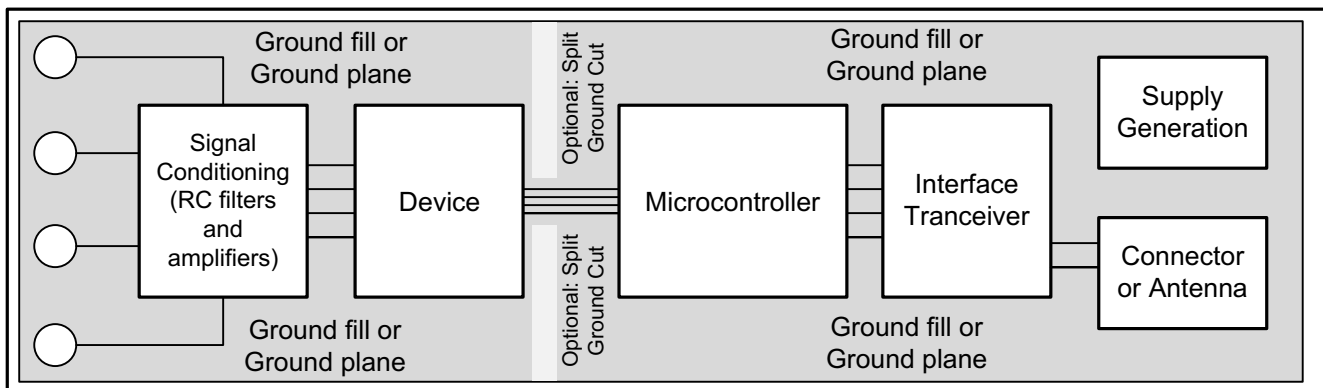 Ground fill or
Ground plane
Optional: Split
Ground Cut
Ground fill or
Ground plane
Supply
Generation
Signal
Conditioning
(RC filters
and
amplifiers)
Device
Microcontroller
Interface
Tranceiver
Connector
or Antenna
Ground fill or
Ground plane
Optional: Split
Ground Cut
Ground fill or
Ground plane